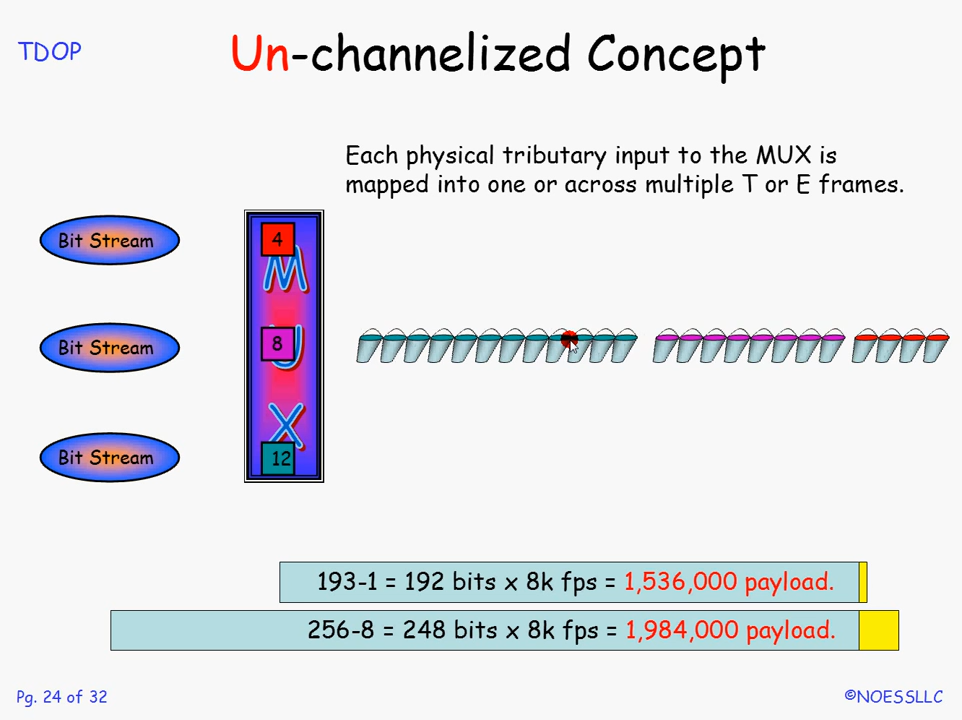 TDOP
Un-channelized Concept
Each physical tributary input to the MUX is
mapped into one or across multiple T or E frames.
Bit Stream
Bit Stream
Bit Stream
4
M
8
U
X
12
193-1 = 192 bits x 8k fps = 1,536,000 payload.
256-8 = 248 bits x 8k fps = 1,984,000 payload.
Pg. 24 of 32
©NOESSLLC